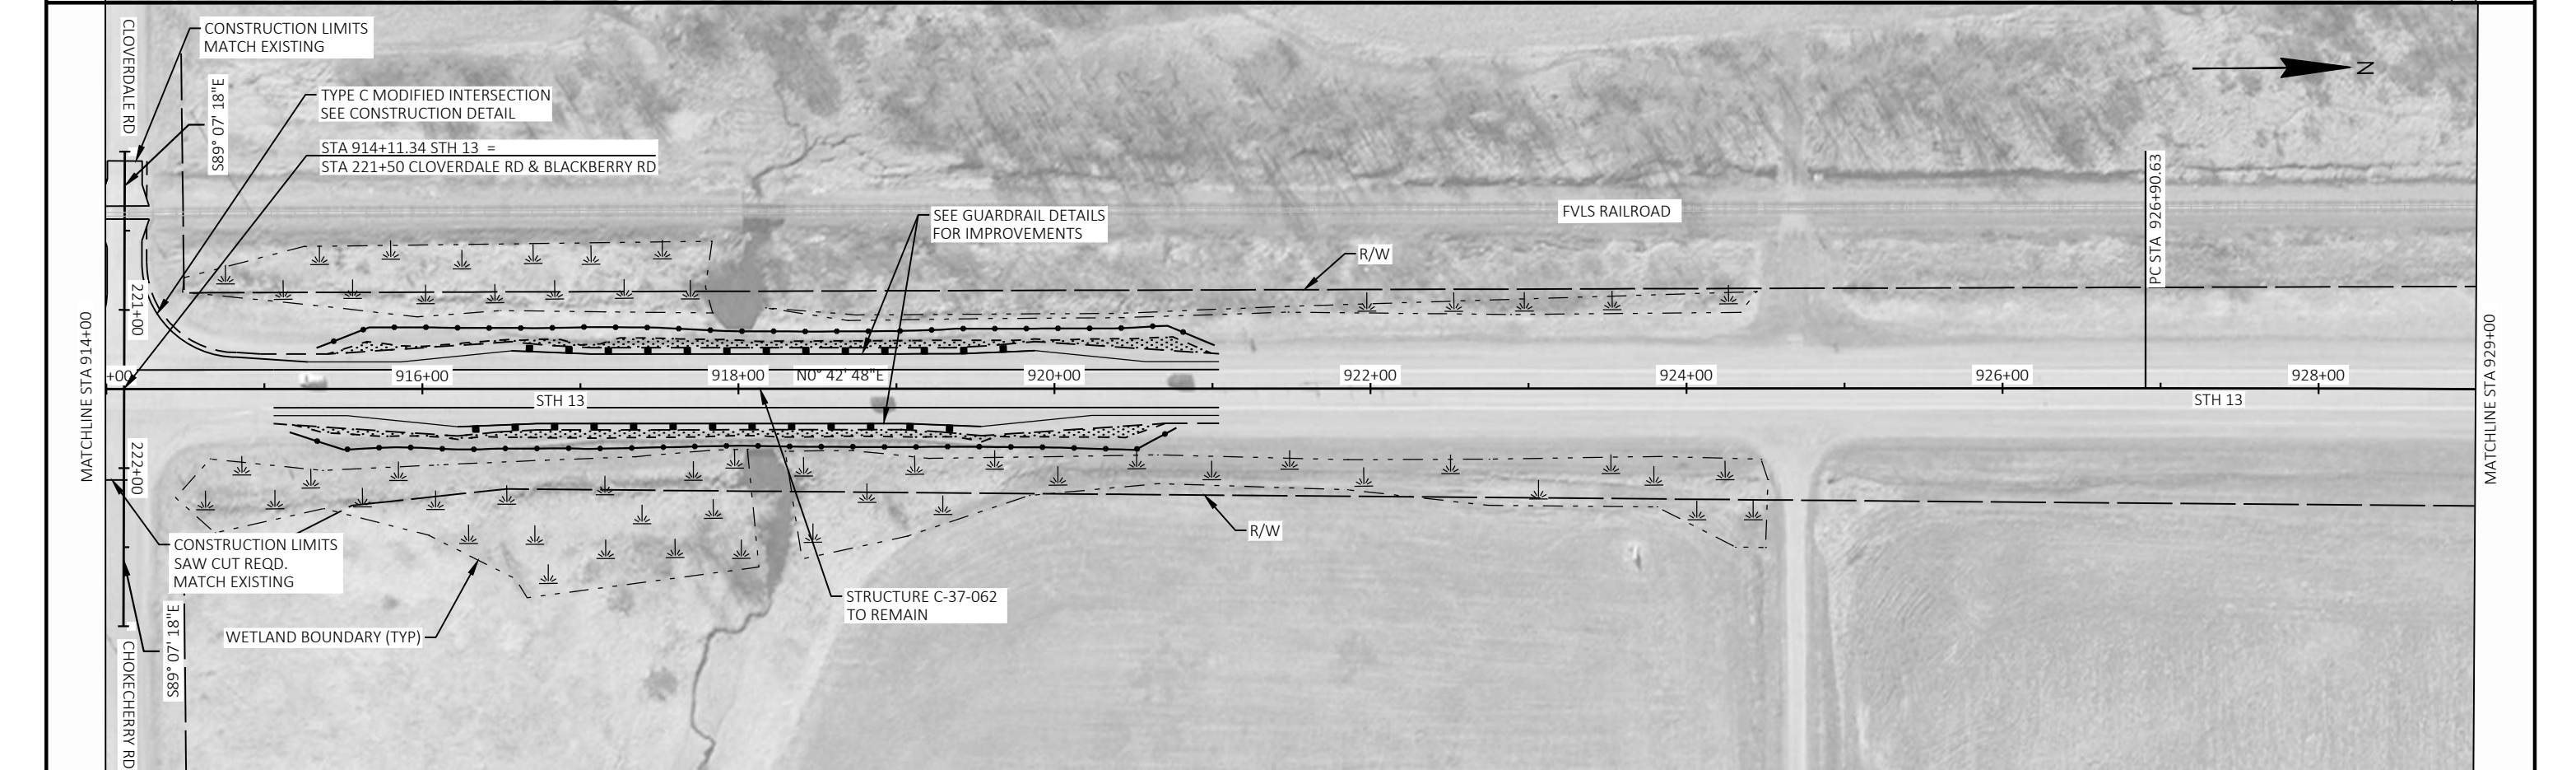 CLOVERDALE RD
CONSTRUCTION LIMITS
MATCH EXISTING
S89° 07' 18"E
TYPE C MODIFIED INTERSECTION
SEE CONSTRUCTION DETAIL
STA 914+11.34 STH 13 =
STA 221+50 CLOVERDALE RD & BLACKBERRY RD
SEE GUARDRAIL DETAILS
FOR IMPROVEMENTS
FVLS RAILROAD
R/W
PC STA 926+90.63
N
MATCHLINE STA 914+00
221+00
+00
916+00
918+00
N0° 42' 48"E
920+00
922+00
924+00
926+00
928+00
STH 13
STH 13
MATCHLINE STA 929+00
222+00
CONSTRUCTION LIMITS
SAW CUT REQD.
MATCH EXISTING
R/W
STRUCTURE C-37-062
TO REMAIN
WETLAND BOUNDARY (TYP)
S89° 07' 18"E
CHOKECHERRY RD